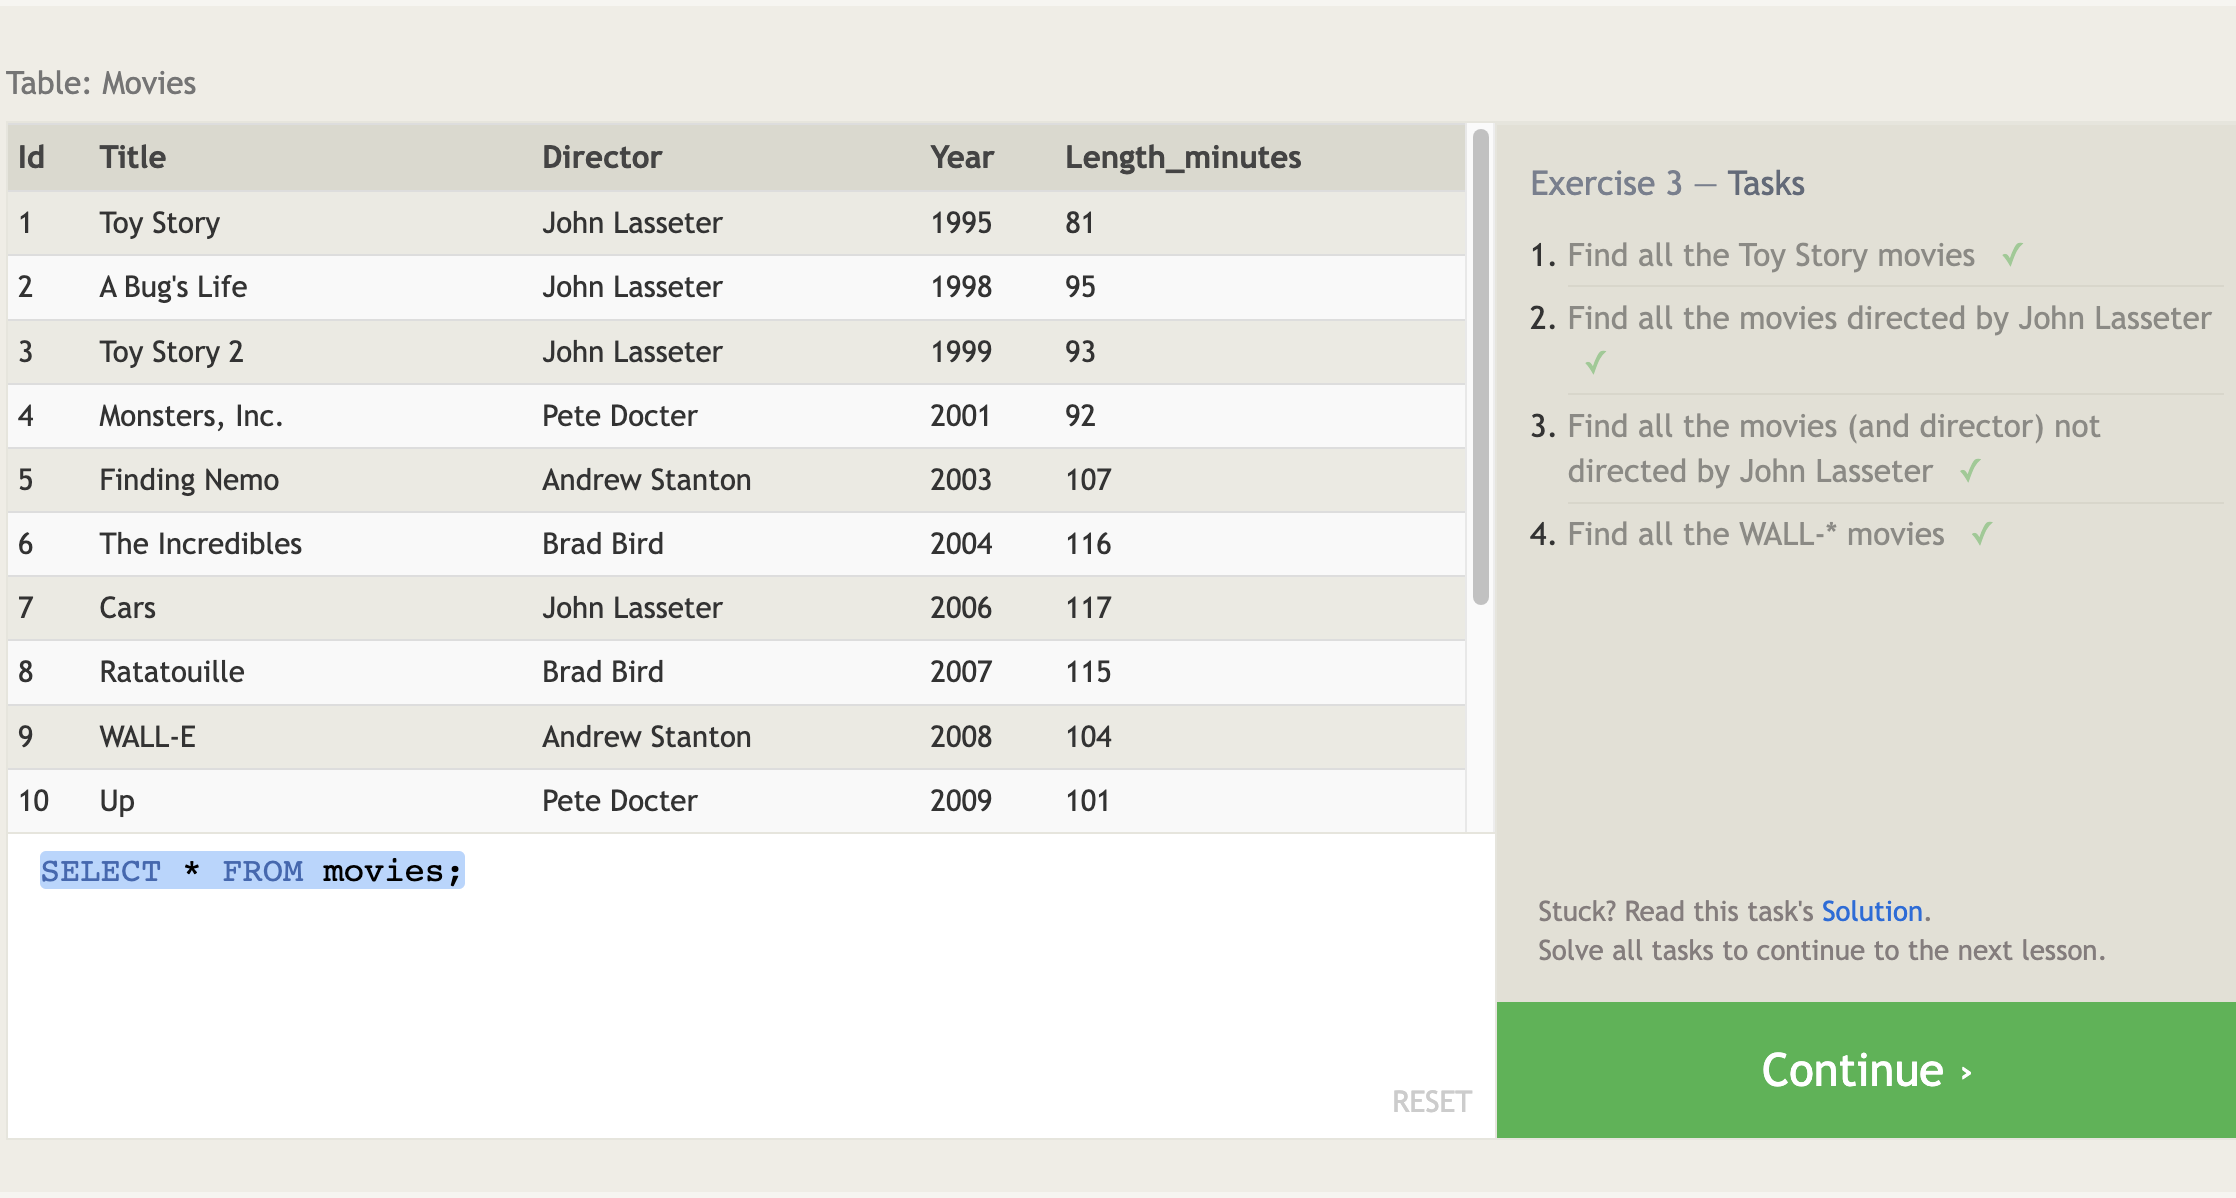 Table: Movies
Id Title Director Year Length_minutes
1 Toy Story John Lasseter 1995 81
2 A Bug's Life John Lasseter 1998 95
3 Toy Story 2 John Lasseter 1999 93
4 Monsters, Inc. Pete Docter 2001 92
5 Finding Nemo Andrew Stanton 2003 107
6 The Incredibles Brad Bird 2004 116
7 Cars John Lasseter 2006 117
8 Ratatouille Brad Bird 2007 115
9 WALL-E Andrew Stanton 2008 104
10 Up Pete Docter 2009 101
SELECT * FROM movies;
RESET
Exercise 3 — Tasks
1. Find all the Toy Story movies ✓
2. Find all the movies directed by John Lasseter
✓
3. Find all the movies (and director) not
directed by John Lasseter ✓
4. Find all the WALL-* movies ✓
Stuck? Read this task's Solution.
Solve all tasks to continue to the next lesson.
Continue ›